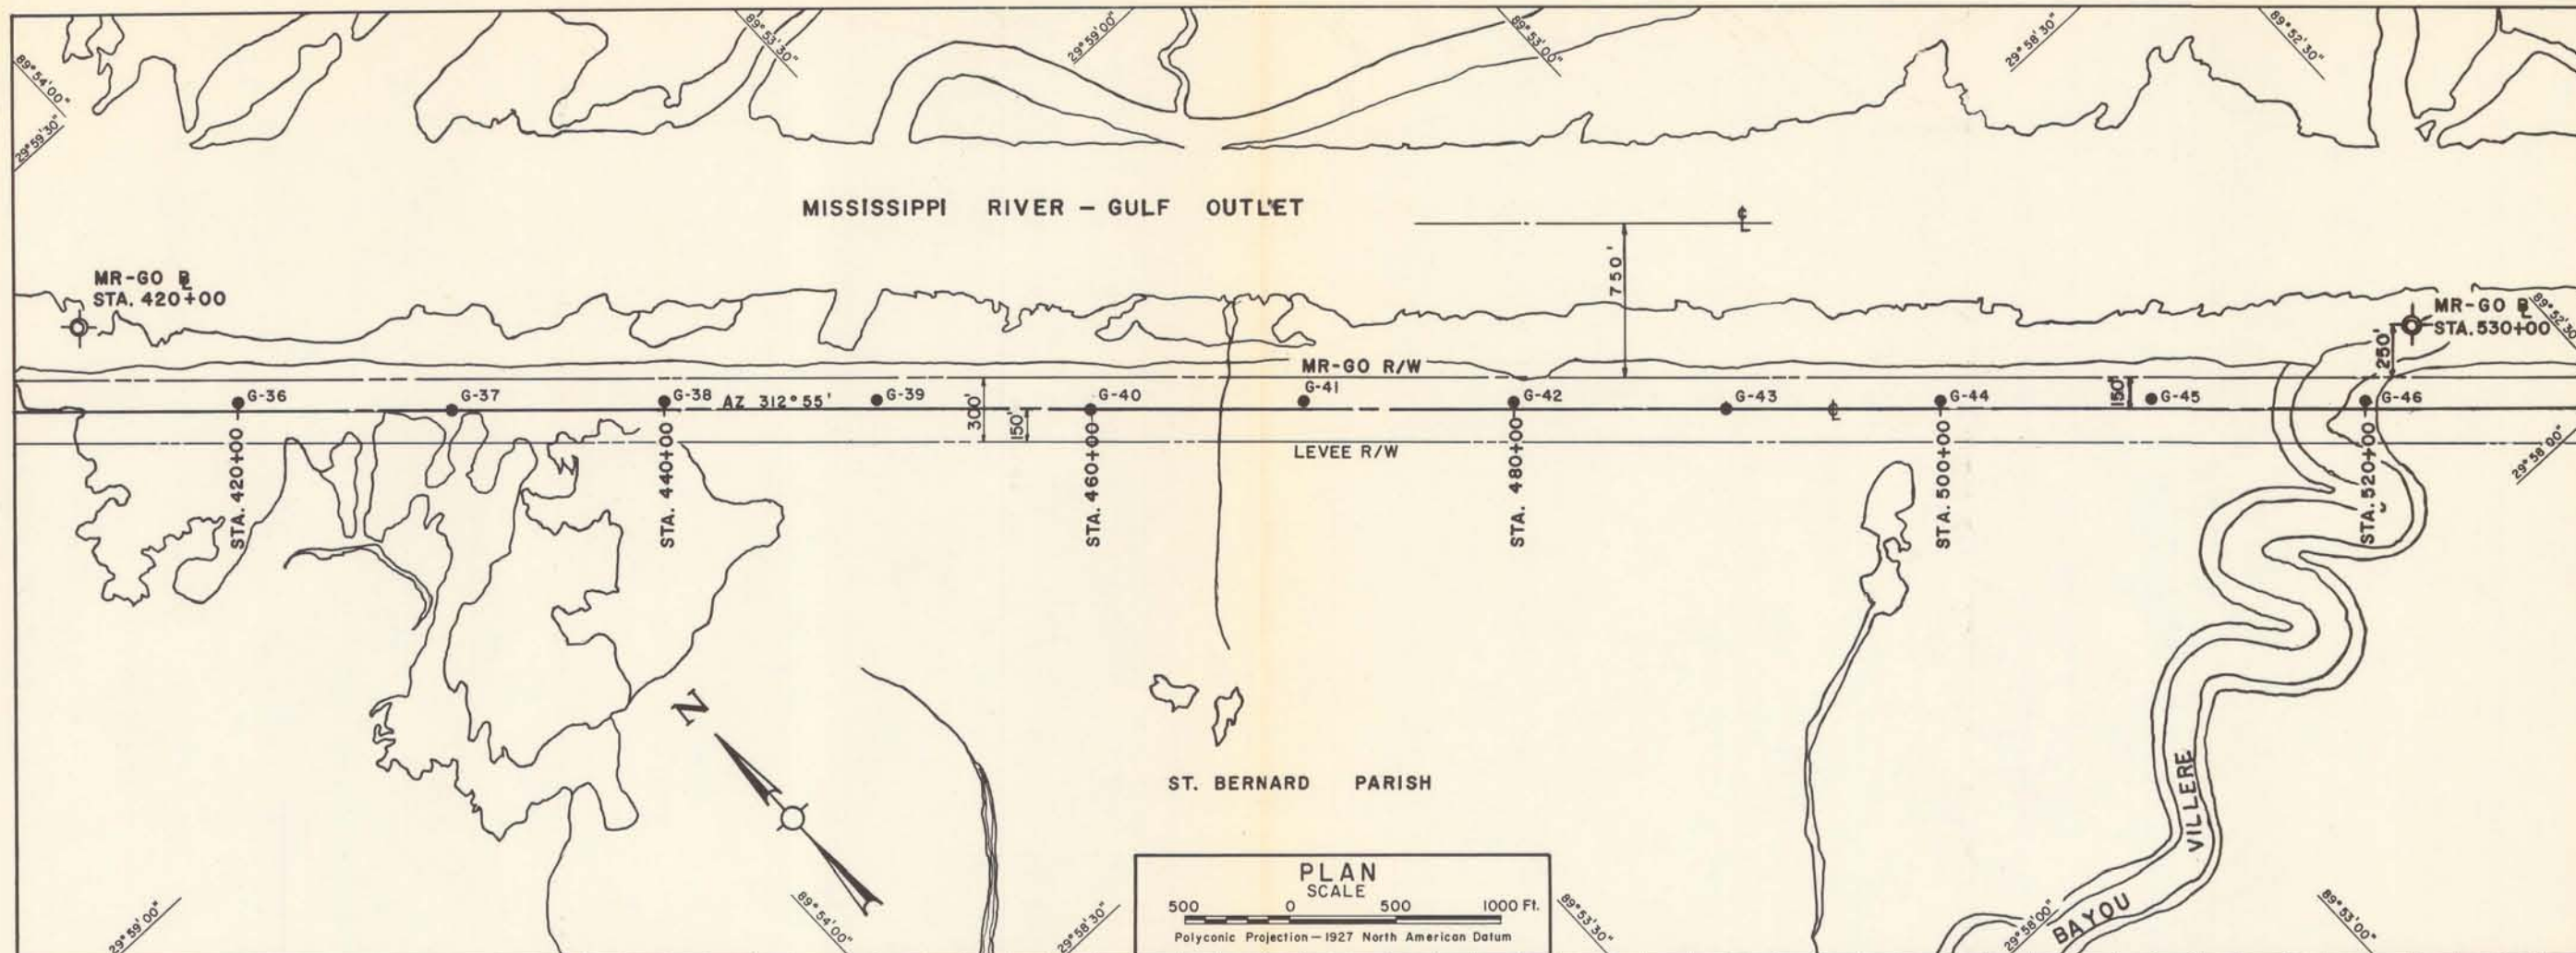 89°54'00"
29°59'30"
89°53'30"
29°59'00"
89°53'00"
29°58'30"
89°52'30"
MISSISSIPPI RIVER – GULF OUTLET
℄
750'
MR-GO ℄
STA. 420+00
MR-GO ℄
STA. 530+00
89°52'30"
250'
MR-GO R/W
G-36
G-37
G-38
AZ 312°55'
G-39
G-40
G-41
G-42
G-43
G-44
G-45
G-46
300'
150'
150'
LEVEE R/W
29°58'00"
STA. 420+00
STA. 440+00
STA. 460+00
STA. 480+00
STA. 500+00
STA. 520+00
N
ST. BERNARD PARISH
BAYOU VILLERE
PLAN
SCALE
500 0 500 1000 Ft.
Polyconic Projection – 1927 North American Datum
29°59'00"
89°54'00"
29°58'30"
89°53'30"
29°58'00"
89°53'00"